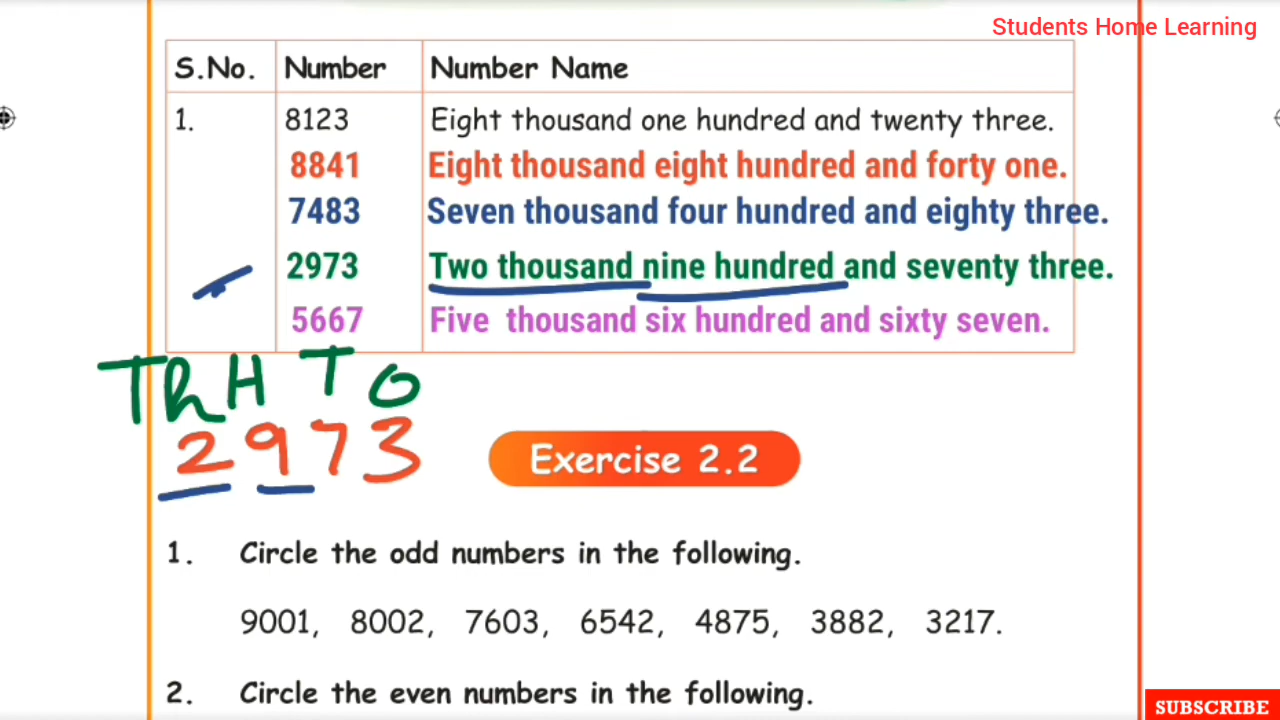 Students Home Learning
S.No. Number Number Name
1. 8123 Eight thousand one hundred and twenty three.
8841 Eight thousand eight hundred and forty one.
7483 Seven thousand four hundred and eighty three.
2973 Two thousand nine hundred and seventy three.
5667 Five thousand six hundred and sixty seven.
Th H T O
2973
Exercise 2.2
1. Circle the odd numbers in the following.
9001, 8002, 7603, 6542, 4875, 3882, 3217.
2. Circle the even numbers in the following.
SUBSCRIBE